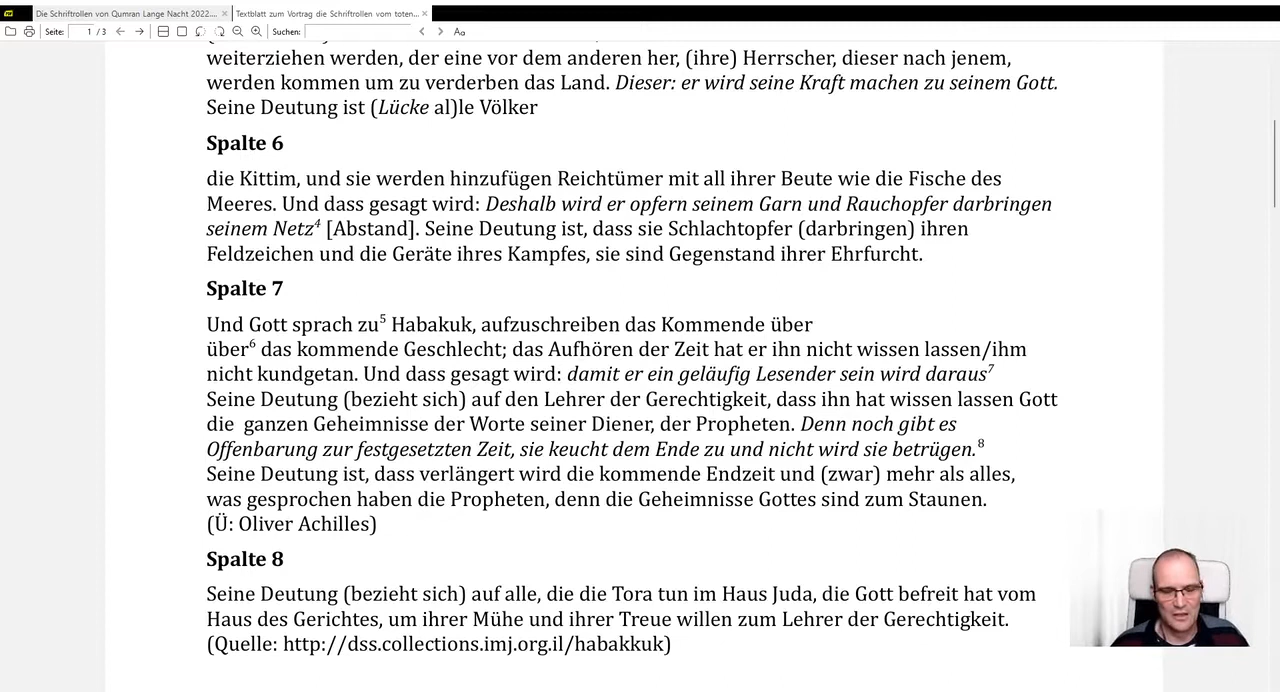 Die Schriftrollen von Qumran Lange Nacht 2022.... × Textblatt zum Vortrag die Schriftrollen vom toten... ×
Seite: 1 / 3 Suchen: Aa
weiterziehen werden, der eine vor dem anderen her, (ihre) Herrscher, dieser nach jenem,
werden kommen um zu verderben das Land. Dieser: er wird seine Kraft machen zu seinem Gott.
Seine Deutung ist (Lücke al)le Völker
Spalte 6
die Kittim, und sie werden hinzufügen Reichtümer mit all ihrer Beute wie die Fische des
Meeres. Und dass gesagt wird: Deshalb wird er opfern seinem Garn und Rauchopfer darbringen
seinem Netz⁴ [Abstand]. Seine Deutung ist, dass sie Schlachtopfer (darbringen) ihren
Feldzeichen und die Geräte ihres Kampfes, sie sind Gegenstand ihrer Ehrfurcht.
Spalte 7
Und Gott sprach zu⁵ Habakuk, aufzuschreiben das Kommende über
über⁶ das kommende Geschlecht; das Aufhören der Zeit hat er ihn nicht wissen lassen/ihm
nicht kundgetan. Und dass gesagt wird: damit er ein geläufig Lesender sein wird daraus⁷
Seine Deutung (bezieht sich) auf den Lehrer der Gerechtigkeit, dass ihn hat wissen lassen Gott
die ganzen Geheimnisse der Worte seiner Diener, der Propheten. Denn noch gibt es
Offenbarung zur festgesetzten Zeit, sie keucht dem Ende zu und nicht wird sie betrügen.⁸
Seine Deutung ist, dass verlängert wird die kommende Endzeit und (zwar) mehr als alles,
was gesprochen haben die Propheten, denn die Geheimnisse Gottes sind zum Staunen.
(Ü: Oliver Achilles)
Spalte 8
Seine Deutung (bezieht sich) auf alle, die die Tora tun im Haus Juda, die Gott befreit hat vom
Haus des Gerichtes, um ihrer Mühe und ihrer Treue willen zum Lehrer der Gerechtigkeit.
(Quelle: http://dss.collections.imj.org.il/habakkuk)